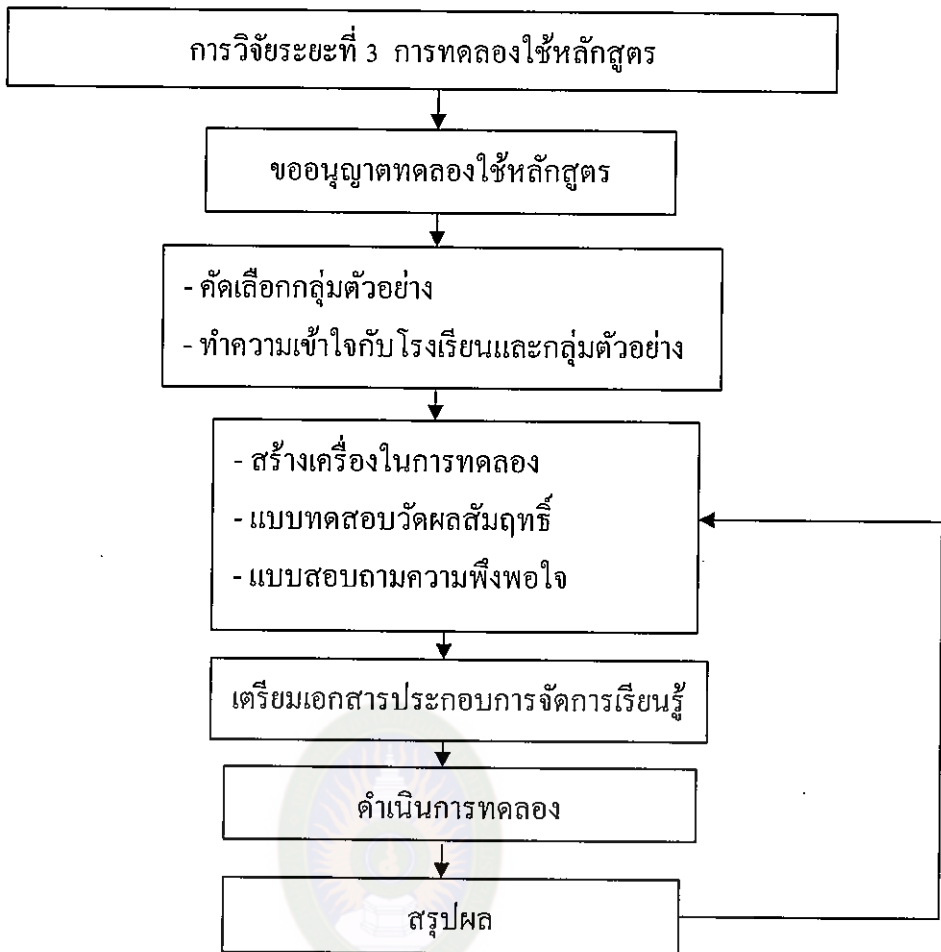 การวิจัยระยะที่ 3 การทดลองใช้หลักสูตร
ขออนุญาตทดลองใช้หลักสูตร
- คัดเลือกกลุ่มตัวอย่าง
- ทำความเข้าใจกับโรงเรียนและกลุ่มตัวอย่าง
- สร้างเครื่องในการทดลอง
- แบบทดสอบวัดผลสัมฤทธิ์
- แบบสอบถามความพึงพอใจ
เตรียมเอกสารประกอบการจัดการเรียนรู้
ดำเนินการทดลอง
สรุปผล